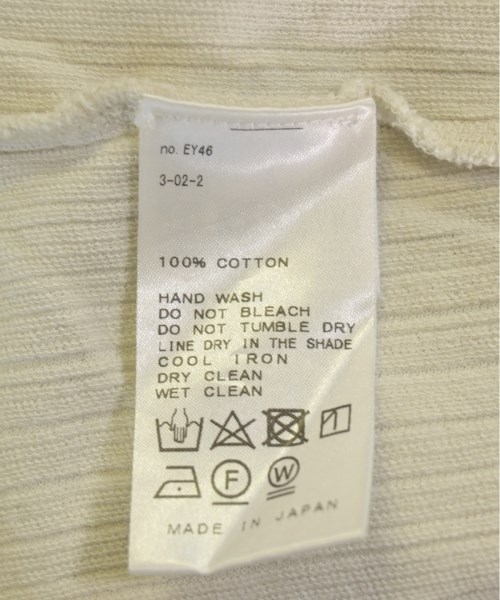 no. EY46
3-02-2
100% COTTON
HAND WASH
DO NOT BLEACH
DO NOT TUMBLE DRY
LINE DRY IN THE SHADE
COOL IRON
DRY CLEAN
WET CLEAN
F W
MADE IN JAPAN